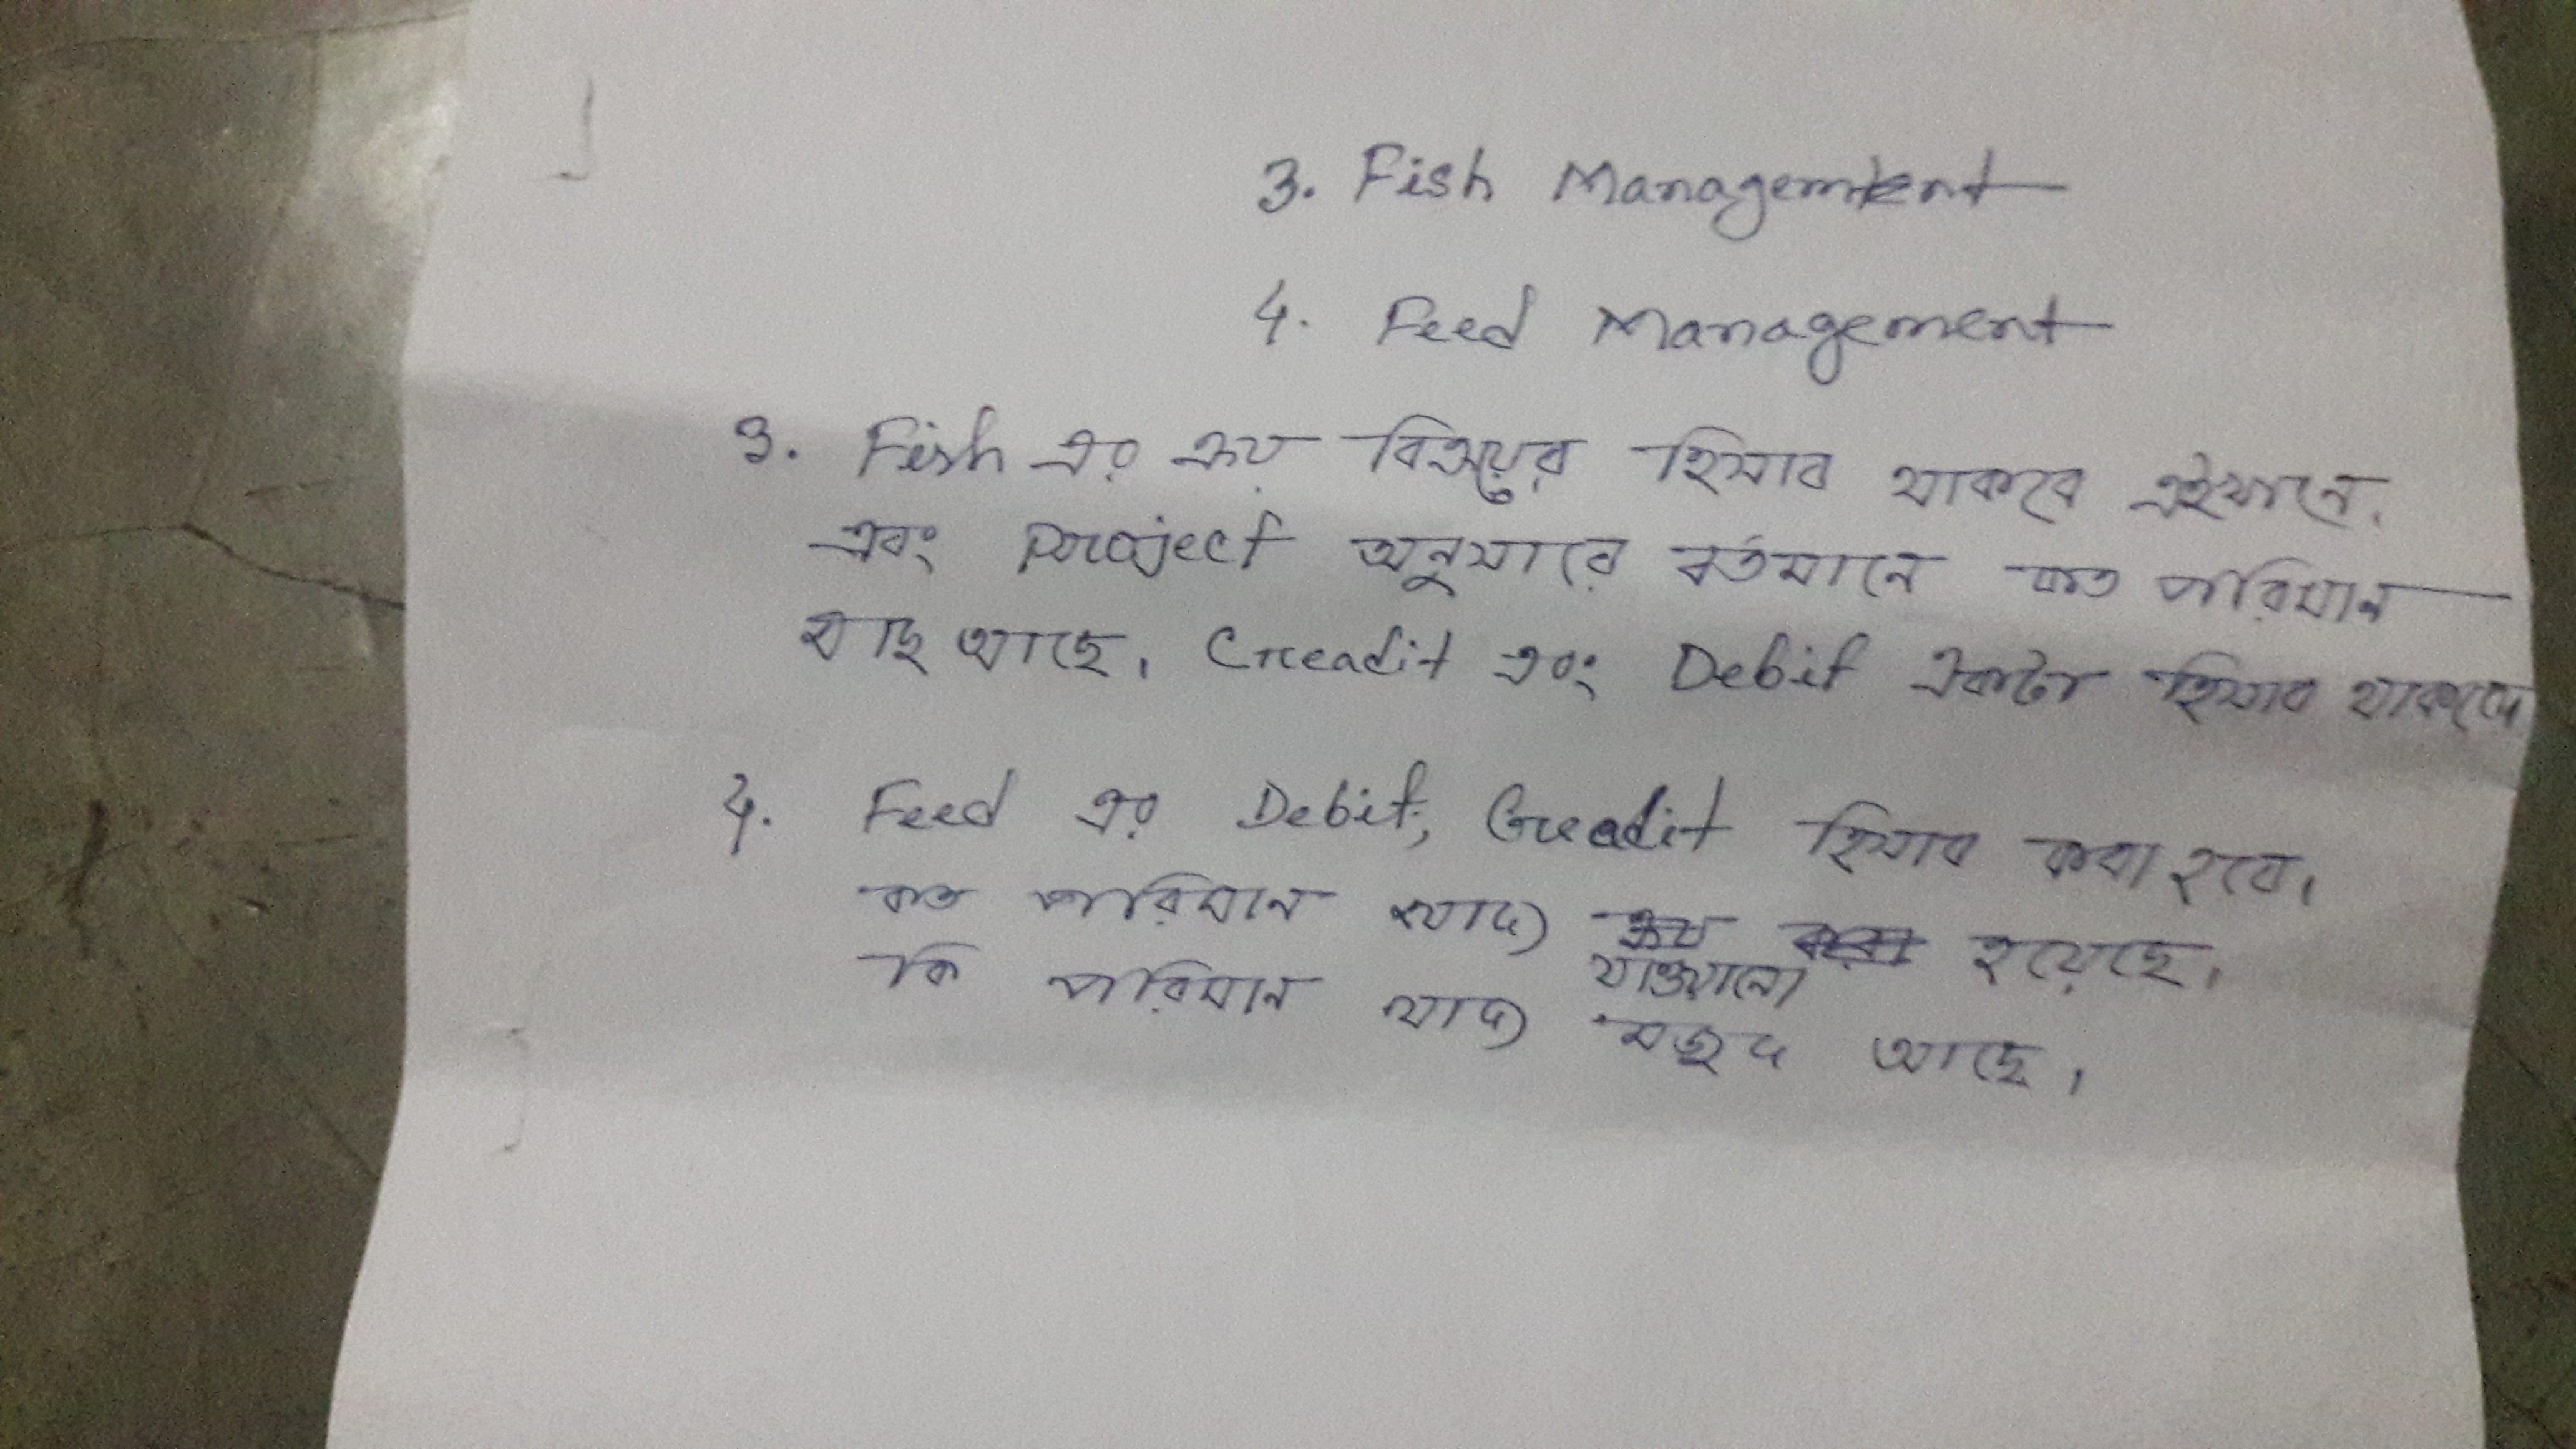 3. Fish Management
4. Feed Management
3. Fish এর ক্রয় বিক্রয়ের হিসাব থাকবে এইখানে.
এবং Project অনুসারে বর্তমানে কত পরিমান
মাছ আছে। Creadit এবং Debit একটা হিসাব থাকবে
4. Feed এর Debit, Creadit হিসাব করা হবে।
কত পরিমানে খাদ্য ক্রয় করা হয়েছে।
খাওয়ানো
কি পরিমান খাদ্য মজুদ আছে।